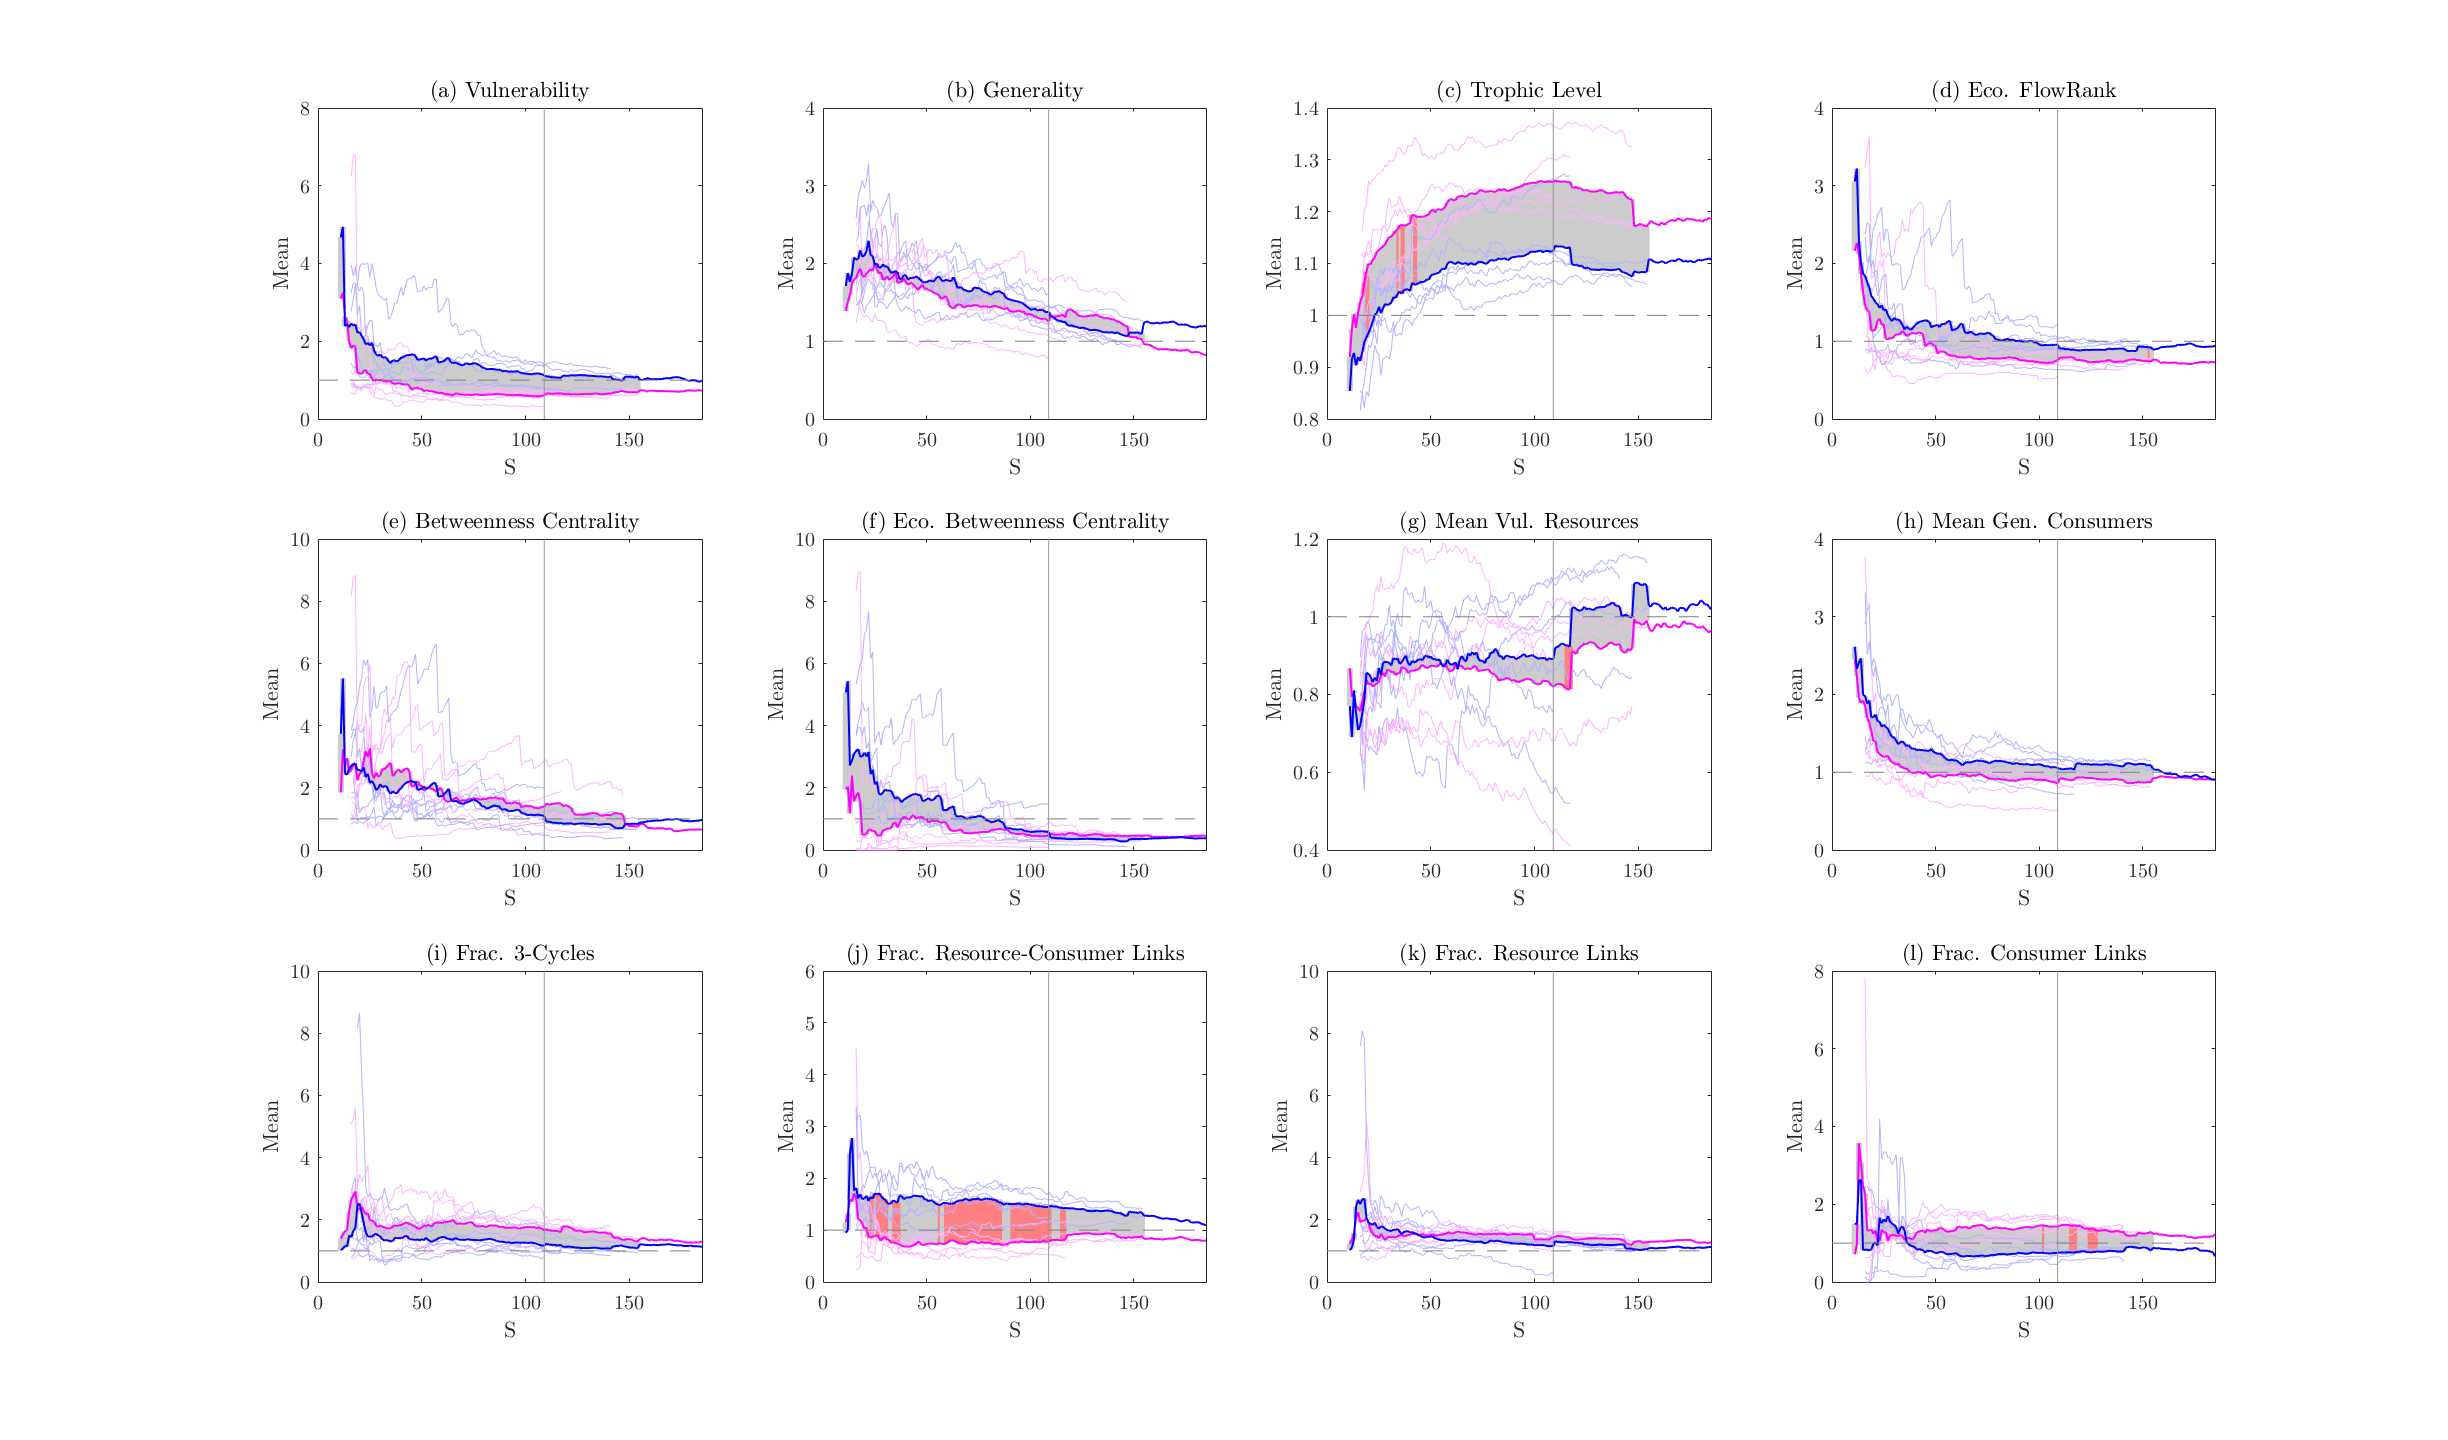 (a) Vulnerability
8
6
4
2
0
0 50 100 150
Mean
S
(b) Generality
4
3
2
1
0
0 50 100 150
Mean
S
(c) Trophic Level
1.4
1.3
1.2
1.1
1
0.9
0.8
0 50 100 150
Mean
S
(d) Eco. FlowRank
4
3
2
1
0
0 50 100 150
Mean
S
(e) Betweenness Centrality
10
8
6
4
2
0
0 50 100 150
Mean
S
(f) Eco. Betweenness Centrality
10
8
6
4
2
0
0 50 100 150
Mean
S
(g) Mean Vul. Resources
1.2
1
0.8
0.6
0.4
0 50 100 150
Mean
S
(h) Mean Gen. Consumers
4
3
2
1
0
0 50 100 150
Mean
S
(i) Frac. 3-Cycles
10
8
6
4
2
0
0 50 100 150
Mean
S
(j) Frac. Resource-Consumer Links
6
5
4
3
2
1
0
0 50 100 150
Mean
S
(k) Frac. Resource Links
10
8
6
4
2
0
0 50 100 150
Mean
S
(l) Frac. Consumer Links
8
6
4
2
0
0 50 100 150
Mean
S